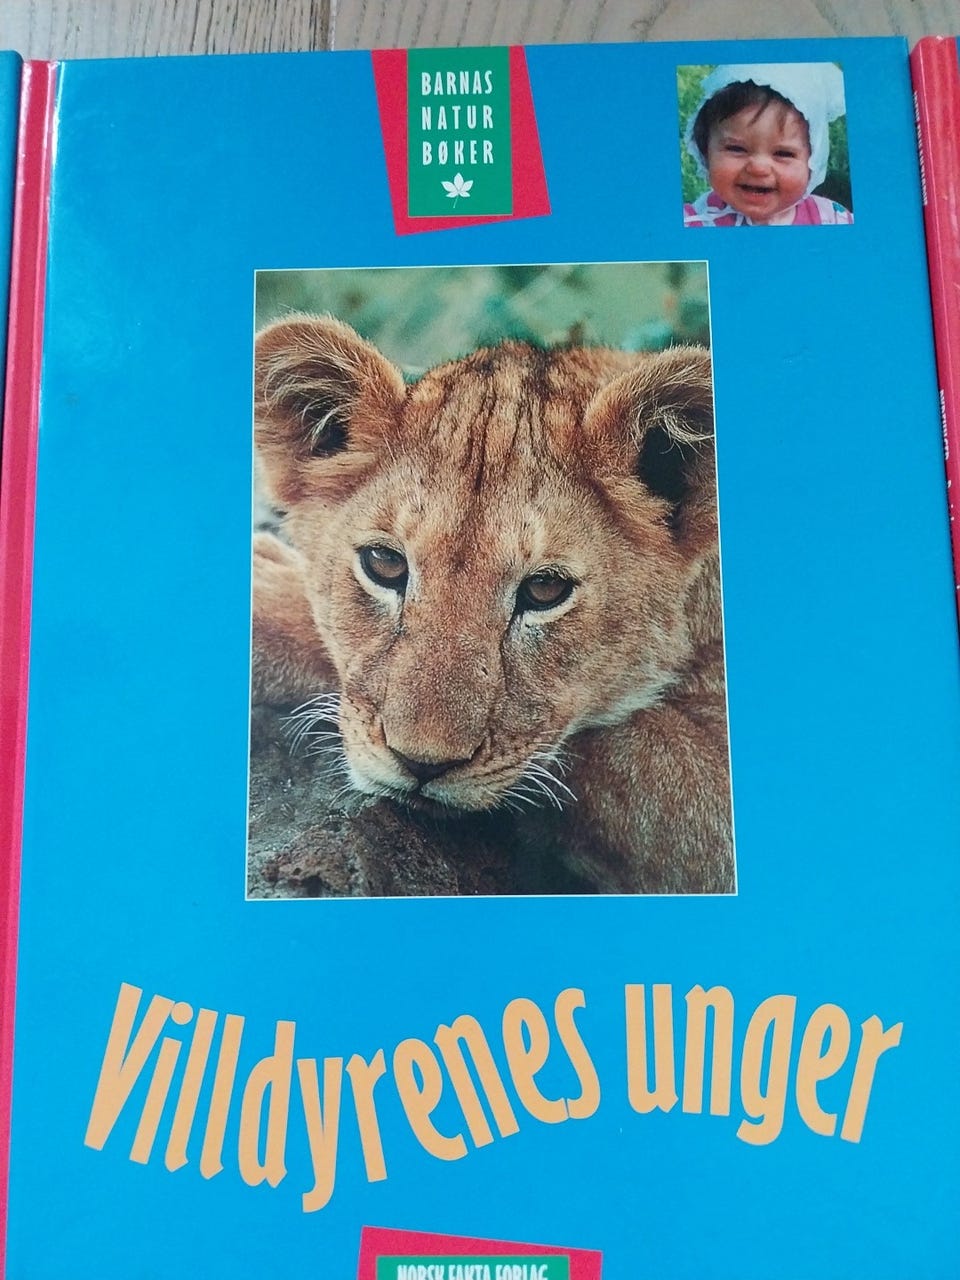 BARNAS
NATUR
BØKER
Villdyrenes unger
NORSK FAKTA FORLAG